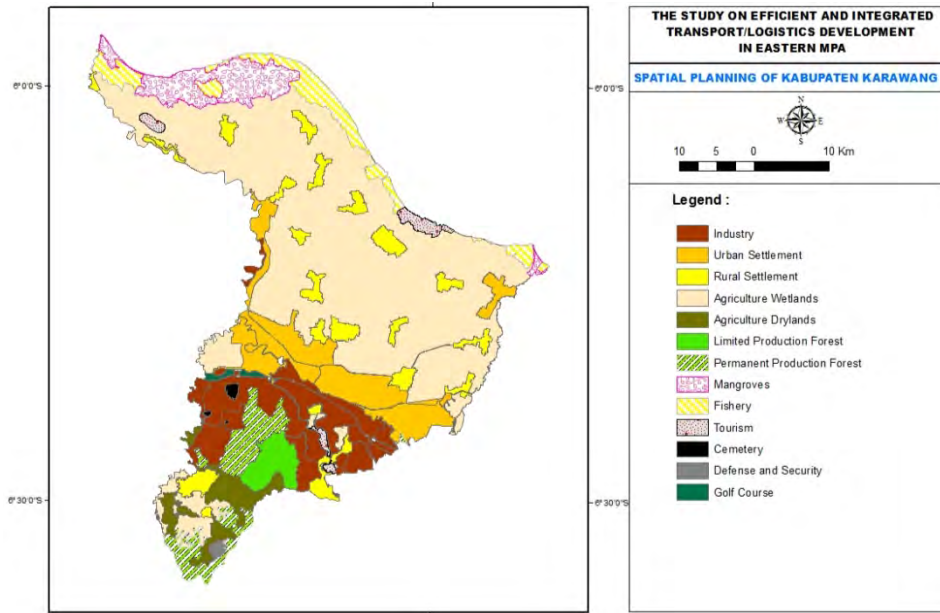 THE STUDY ON EFFICIENT AND INTEGRATED
TRANSPORT/LOGISTICS DEVELOPMENT
IN EASTERN MPA
SPATIAL PLANNING OF KABUPATEN KARAWANG
N
W E
S
10 5 0 10 Km
Legend :
Industry
Urban Settlement
Rural Settlement
Agriculture Wetlands
Agriculture Drylands
Limited Production Forest
Permanent Production Forest
Mangroves
Fishery
Tourism
Cemetery
Defense and Security
Golf Course
6°0'0"S
6°0'0"S
6°30'0"S
6°30'0"S